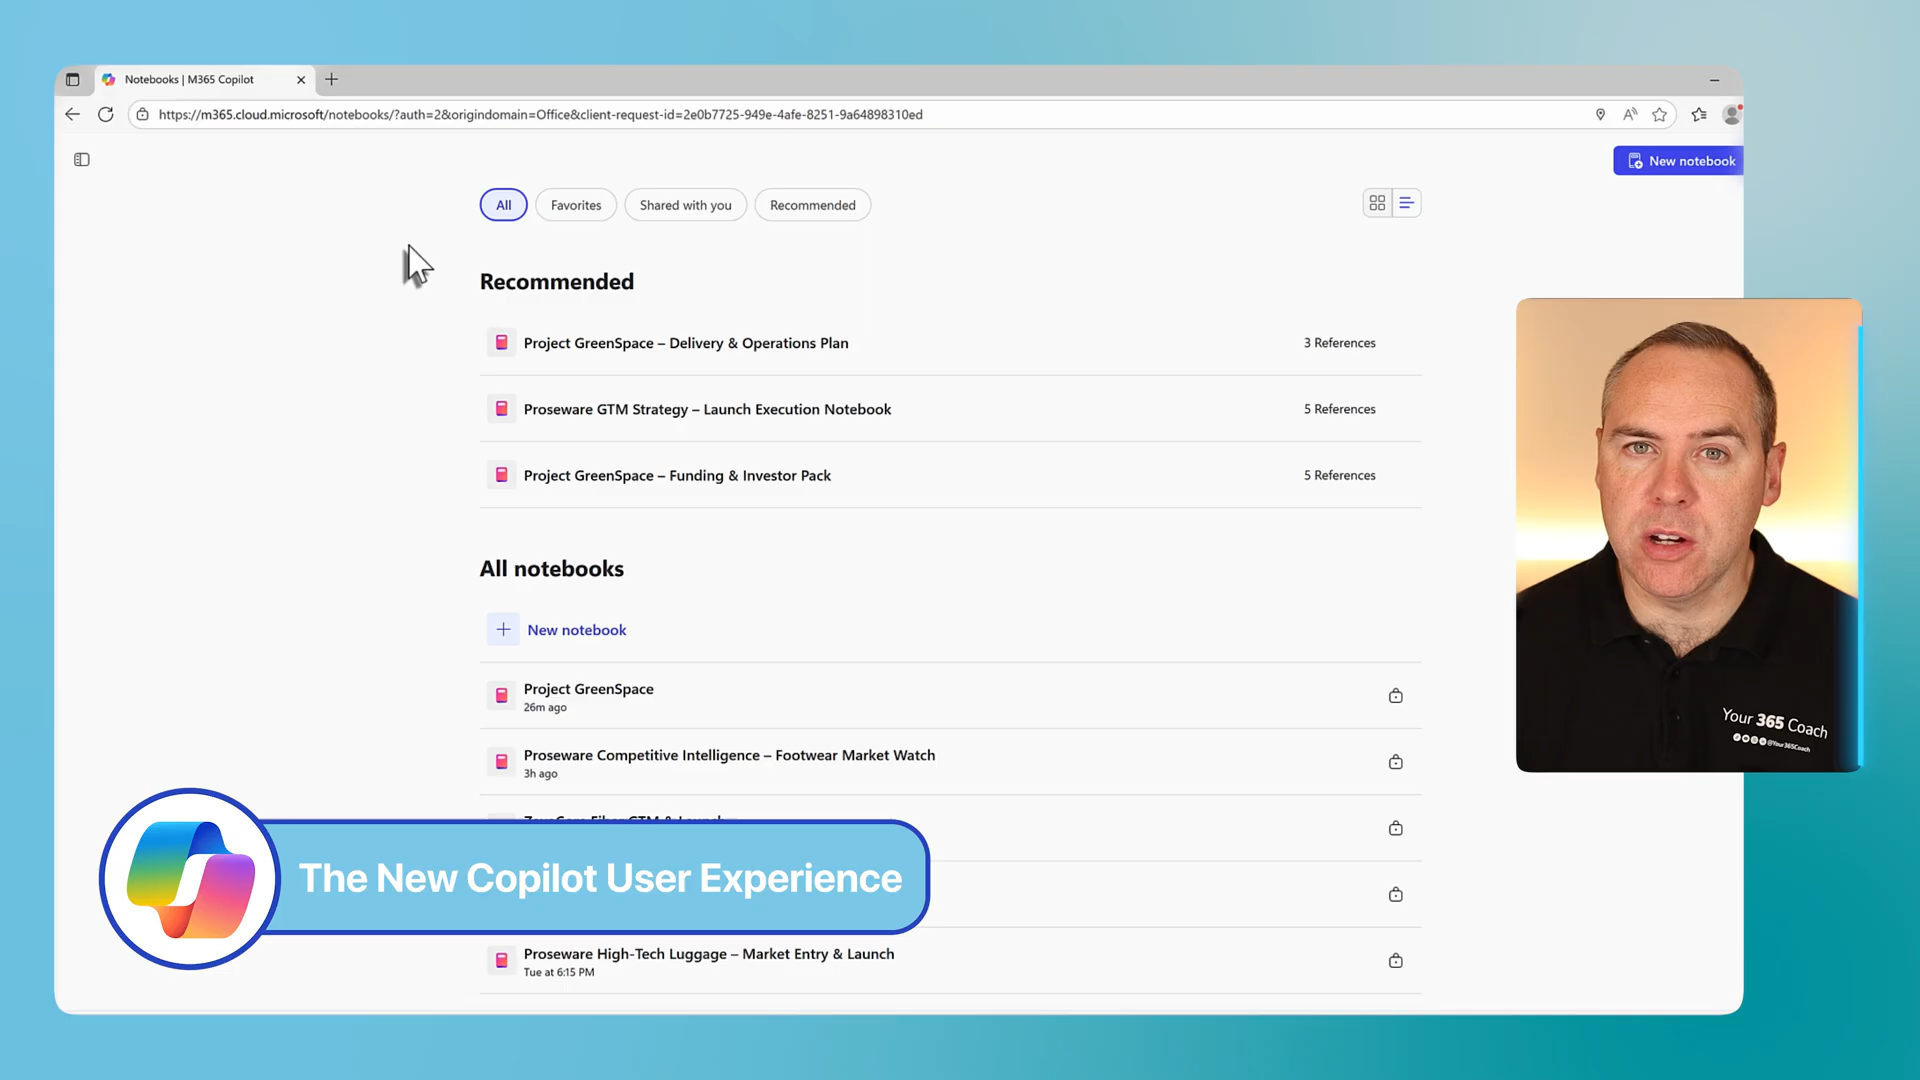 Notebooks | M365 Copilot
https://m365.cloud.microsoft/notebooks/?auth=2&origindomain=Office&client-request-id=2e0b7725-949e-4afe-8251-9a64898310ed
New notebook
All
Favorites
Shared with you
Recommended
Recommended
Project GreenSpace – Delivery & Operations Plan
3 References
Proseware GTM Strategy – Launch Execution Notebook
5 References
Project GreenSpace – Funding & Investor Pack
5 References
All notebooks
New notebook
Project GreenSpace
26m ago
Proseware Competitive Intelligence – Footwear Market Watch
3h ago
The New Copilot User Experience
Proseware High-Tech Luggage – Market Entry & Launch
Tue at 6:15 PM
Your 365 Coach
@Your365Coach